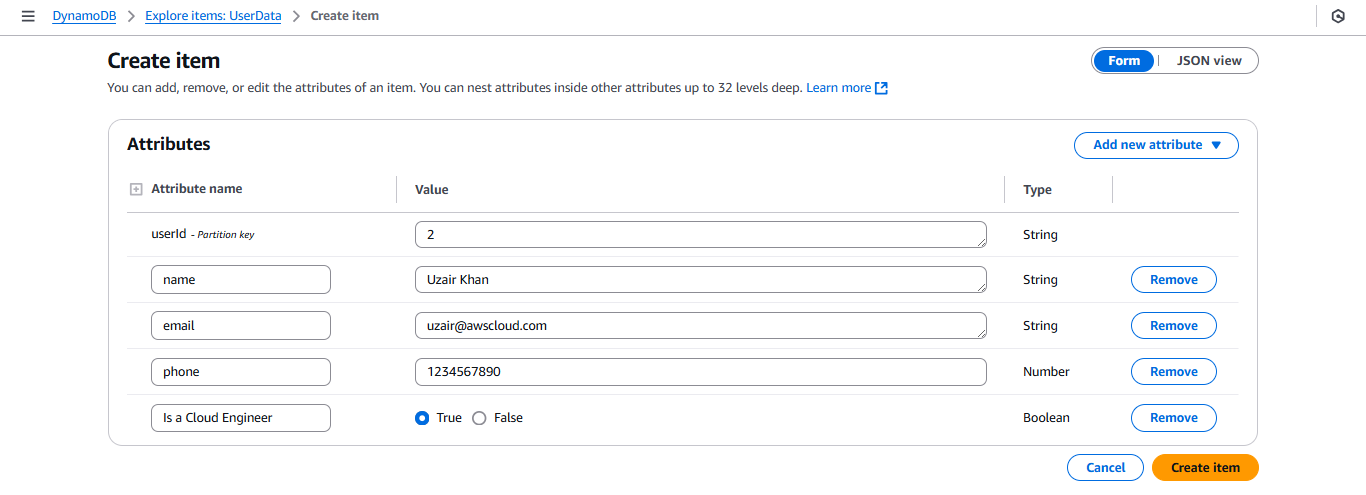 DynamoDB > Explore items: UserData > Create item
Create item
Form | JSON view
You can add, remove, or edit the attributes of an item. You can nest attributes inside other attributes up to 32 levels deep. Learn more
Attributes
Add new attribute
Attribute name Value Type
userId - Partition key 2 String
name Uzair Khan String Remove
email uzair@awscloud.com String Remove
phone 1234567890 Number Remove
Is a Cloud Engineer True False Boolean Remove
Cancel Create item